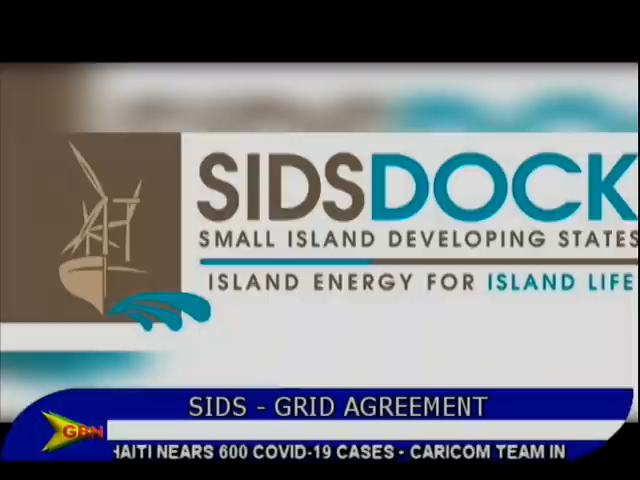 SIDSDOCK
SMALL ISLAND DEVELOPING STATES
ISLAND ENERGY FOR ISLAND LIFE
SIDS - GRID AGREEMENT
GBN
HAITI NEARS 600 COVID-19 CASES - CARICOM TEAM IN